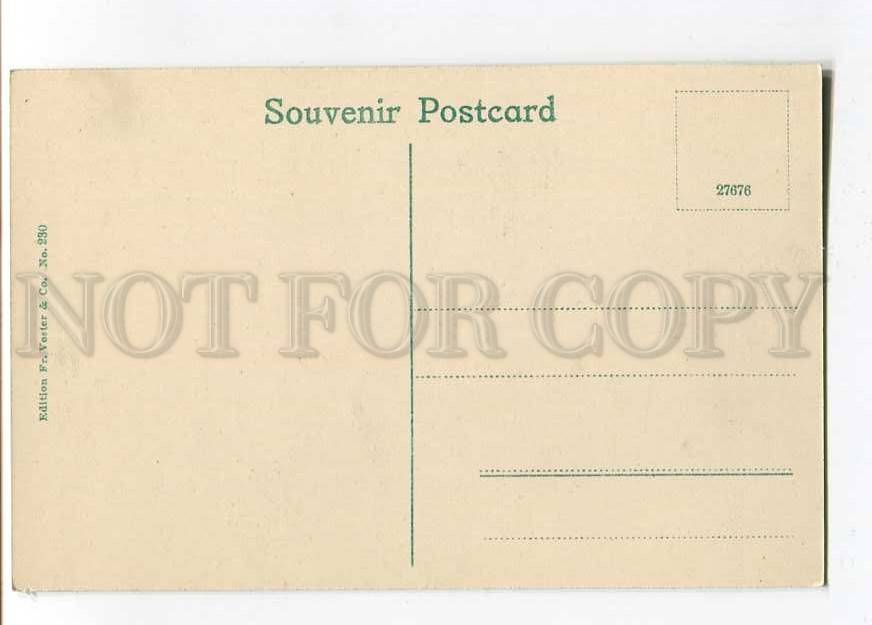 Souvenir Postcard
27676
Edition Fr. Vester & Co. No. 230
NOT FOR COPY